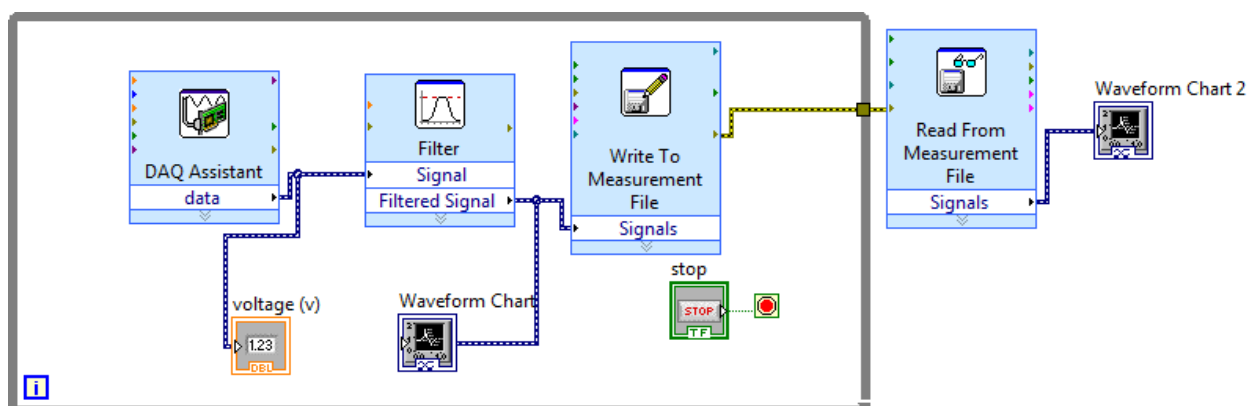 DAQ Assistant
data
Filter
Signal
Filtered Signal
Write To
Measurement
File
Signals
Read From
Measurement
File
Signals
Waveform Chart 2
voltage (v)
1.23
DBL
Waveform Chart
stop
STOP
TF
i